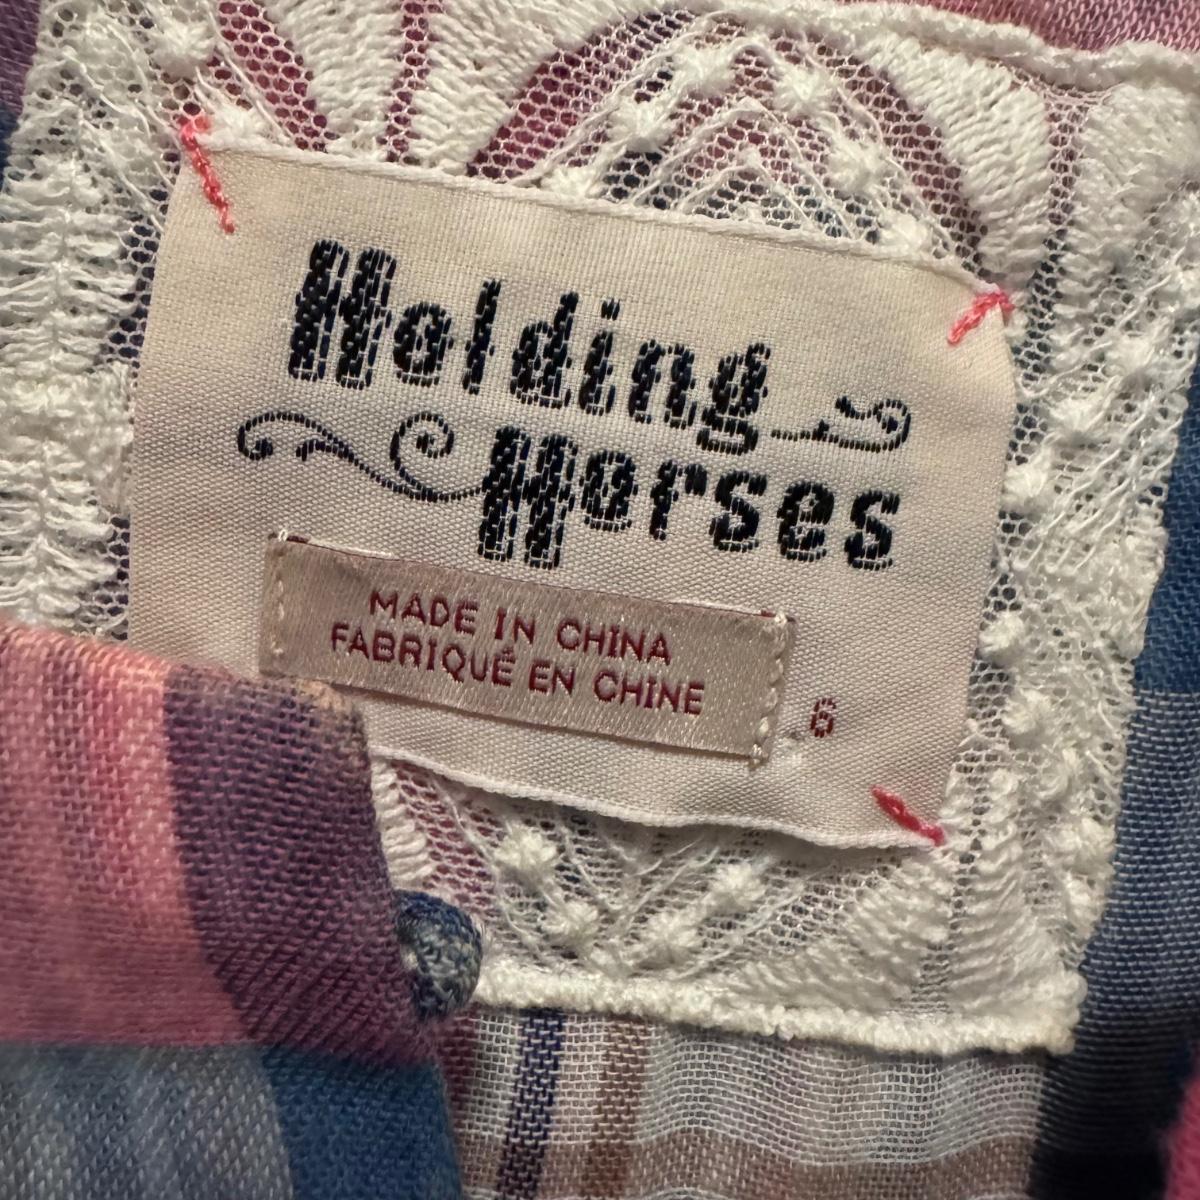 Holding
Horses
MADE IN CHINA
FABRIQUÉ EN CHINE
6